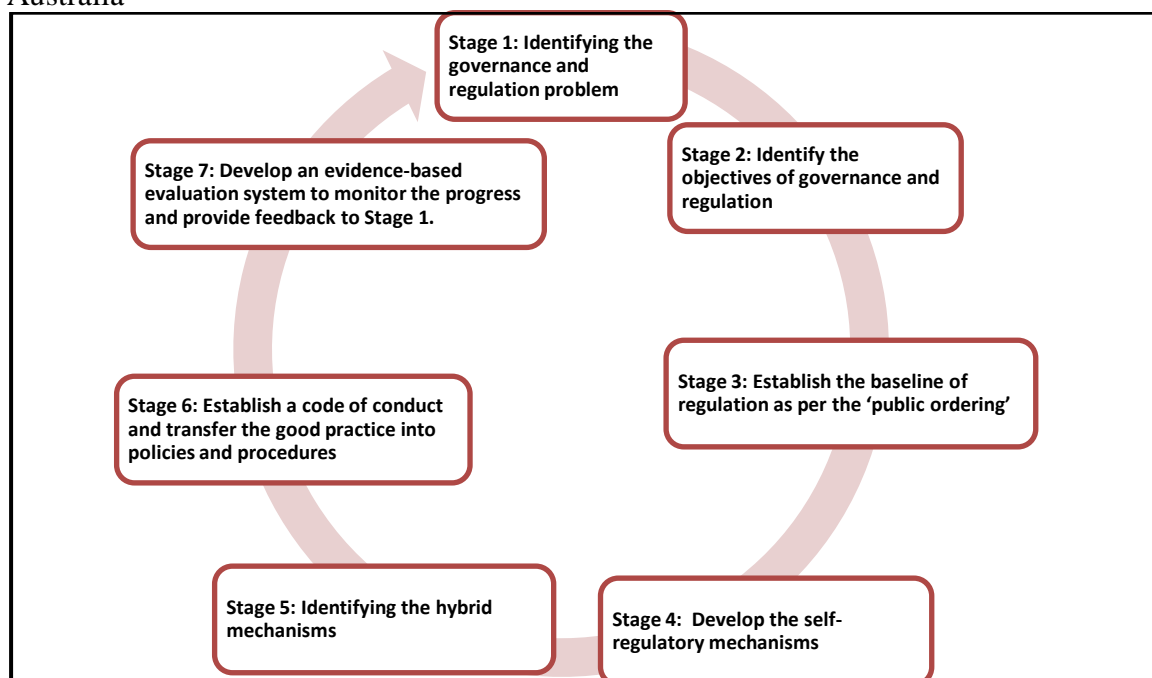 Australia
Stage 1: Identifying the
governance and
regulation problem
Stage 2: Identify the
objectives of governance and
regulation
Stage 3: Establish the baseline of
regulation as per the ‘public ordering’
Stage 4:  Develop the self-
regulatory mechanisms
Stage 5: Identifying the hybrid
mechanisms
Stage 6: Establish a code of conduct
and transfer the good practice into
policies and procedures
Stage 7: Develop an evidence-based
evaluation system to monitor the progress
and provide feedback to Stage 1.